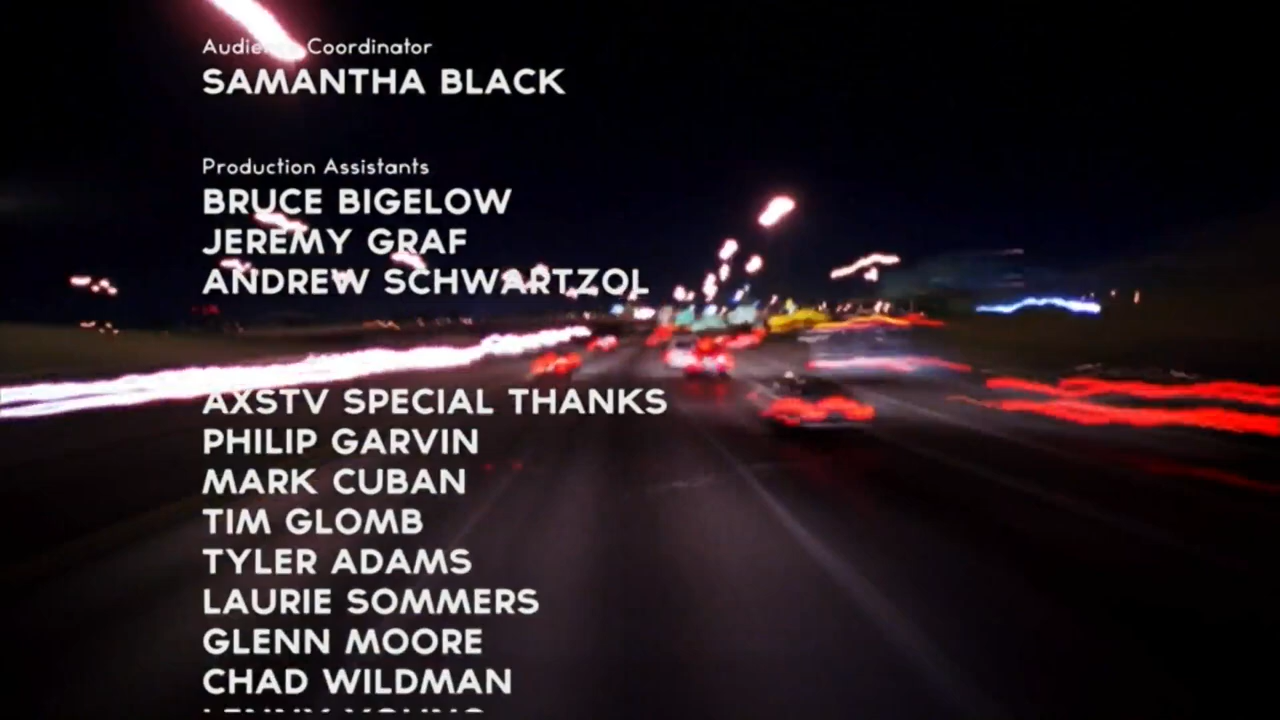 Audience Coordinator
SAMANTHA BLACK
Production Assistants
BRUCE BIGELOW
JEREMY GRAF
ANDREW SCHWARTZOL
AXSTV SPECIAL THANKS
PHILIP GARVIN
MARK CUBAN
TIM GLOMB
TYLER ADAMS
LAURIE SOMMERS
GLENN MOORE
CHAD WILDMAN